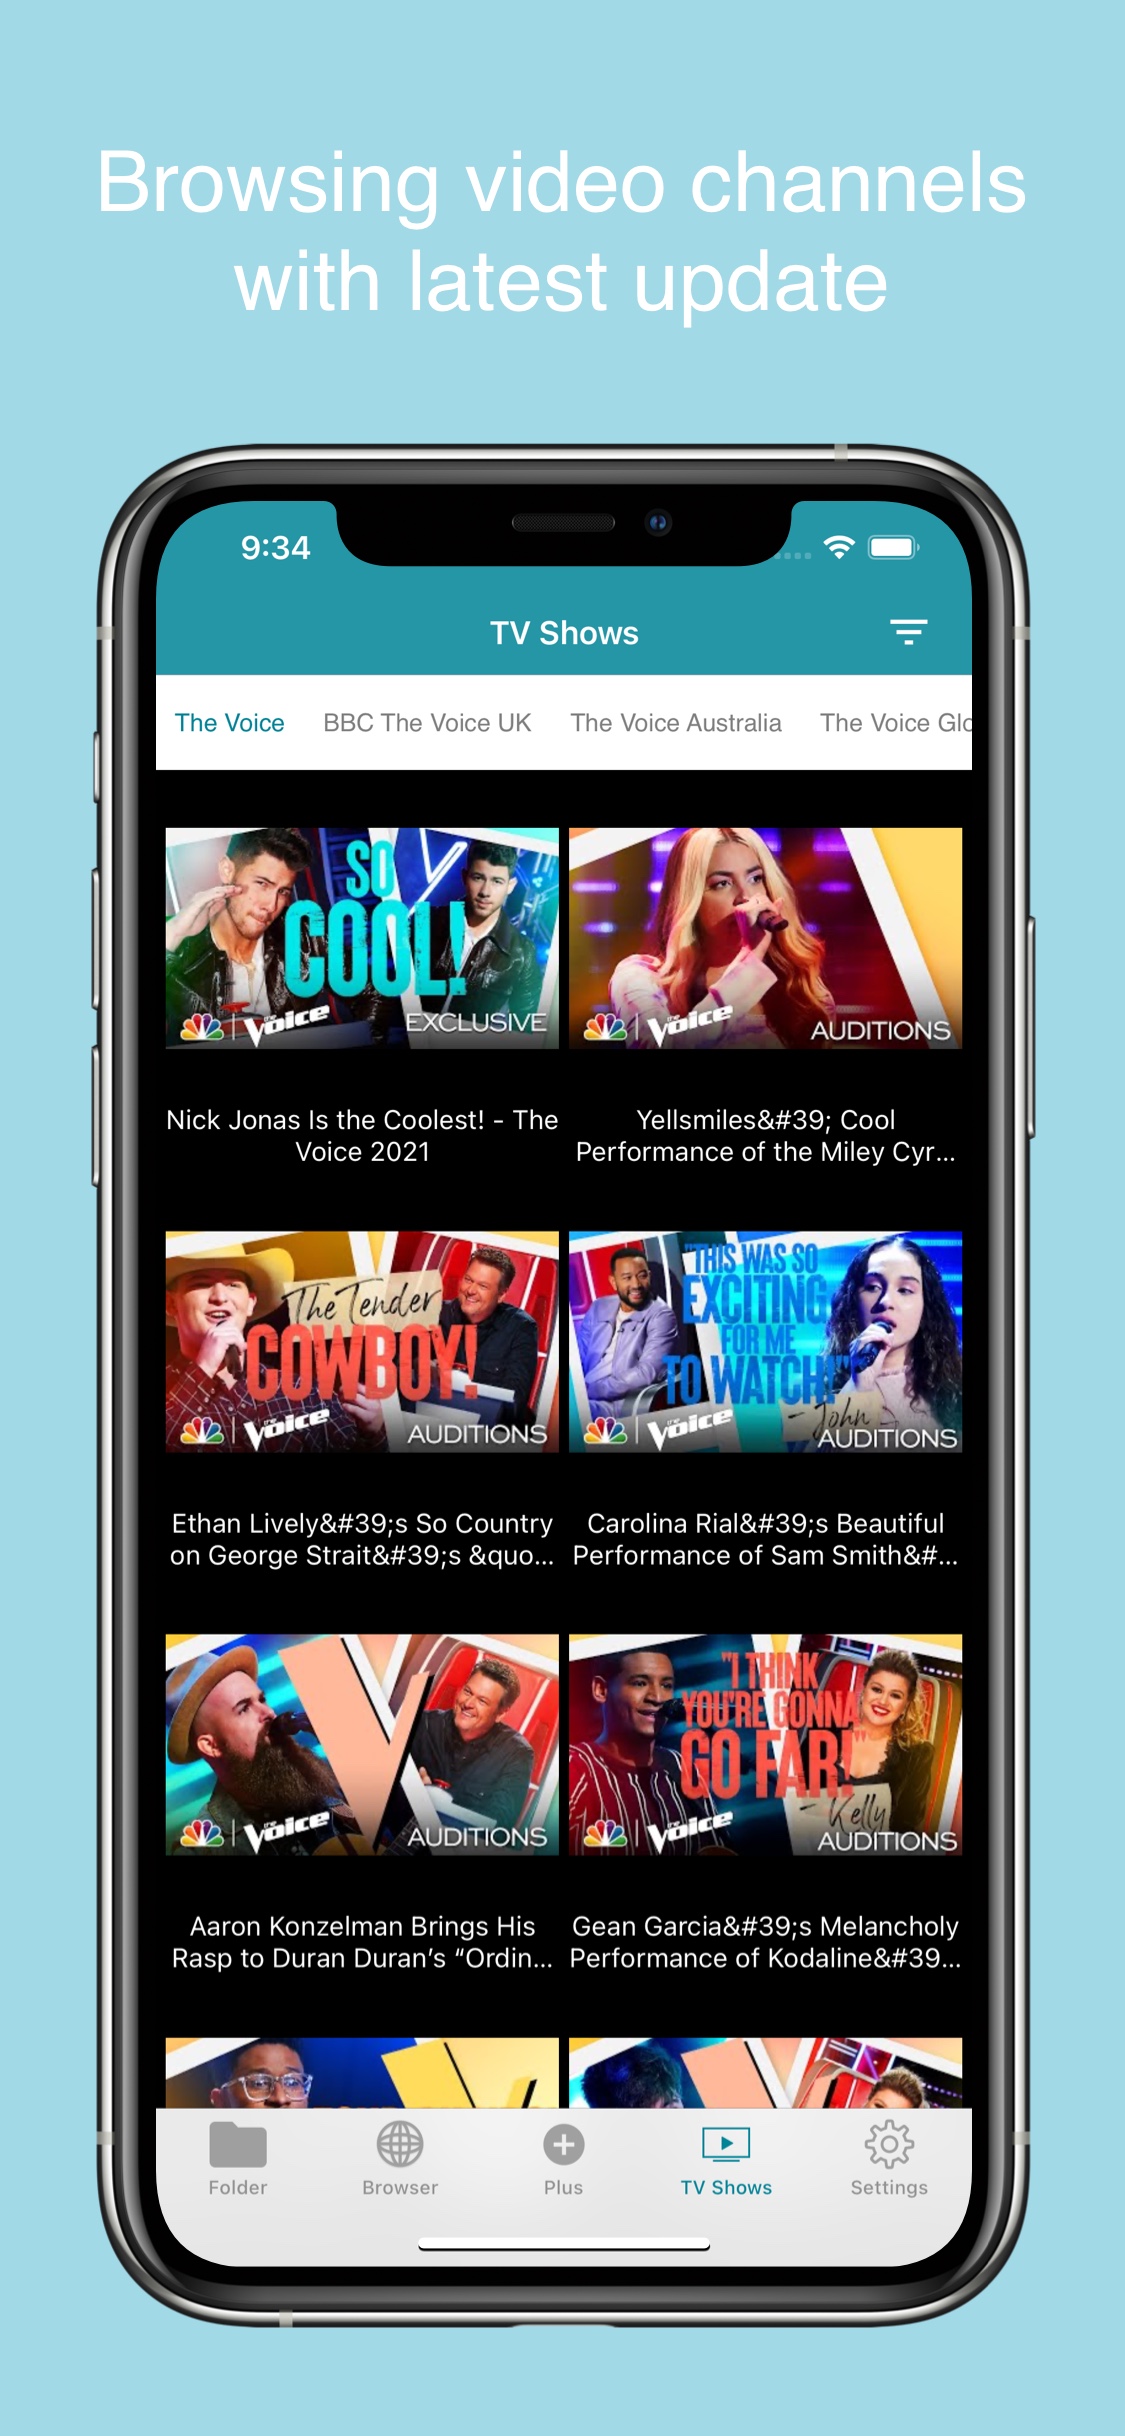 Browsing video channels
with latest update
9:34
TV Shows
The Voice BBC The Voice UK The Voice Australia The Voice Glo
SO
COOL!
the Voice EXCLUSIVE
the Voice AUDITIONS
Nick Jonas Is the Coolest! - The
Voice 2021
Yellsmiles&#39; Cool
Performance of the Miley Cyr...
The Tender
COWBOY!
the Voice AUDITIONS
"THIS WAS SO
EXCITING
FOR ME
TO WATCH!"
- John -
the Voice AUDITIONS
Ethan Lively&#39;s So Country
on George Strait&#39;s &quo...
Carolina Rial&#39;s Beautiful
Performance of Sam Smith&#...
the Voice AUDITIONS
"I THINK
YOU'RE GONNA
GO FAR!"
- Kelly
the Voice AUDITIONS
Aaron Konzelman Brings His
Rasp to Duran Duran’s “Ordin...
Gean Garcia&#39;s Melancholy
Performance of Kodaline&#39...
Folder Browser Plus TV Shows Settings